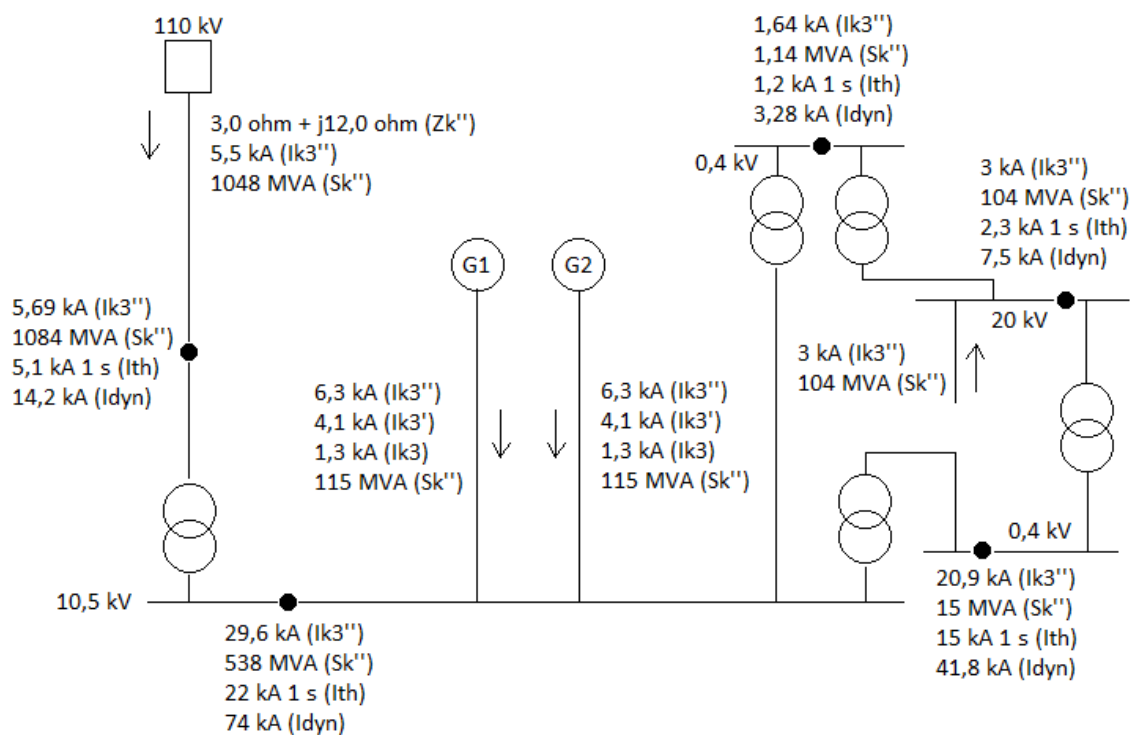 110 kV
3,0 ohm + j12,0 ohm (Zk'')
5,5 kA (Ik3'')
1048 MVA (Sk'')
5,69 kA (Ik3'')
1084 MVA (Sk'')
5,1 kA 1 s (Ith)
14,2 kA (Idyn)
10,5 kV
29,6 kA (Ik3'')
538 MVA (Sk'')
22 kA 1 s (Ith)
74 kA (Idyn)
G1
6,3 kA (Ik3'')
4,1 kA (Ik3')
1,3 kA (Ik3)
115 MVA (Sk'')
G2
6,3 kA (Ik3'')
4,1 kA (Ik3')
1,3 kA (Ik3)
115 MVA (Sk'')
1,64 kA (Ik3'')
1,14 MVA (Sk'')
1,2 kA 1 s (Ith)
3,28 kA (Idyn)
0,4 kV
3 kA (Ik3'')
104 MVA (Sk'')
2,3 kA 1 s (Ith)
7,5 kA (Idyn)
20 kV
3 kA (Ik3'')
104 MVA (Sk'')
0,4 kV
20,9 kA (Ik3'')
15 MVA (Sk'')
15 kA 1 s (Ith)
41,8 kA (Idyn)